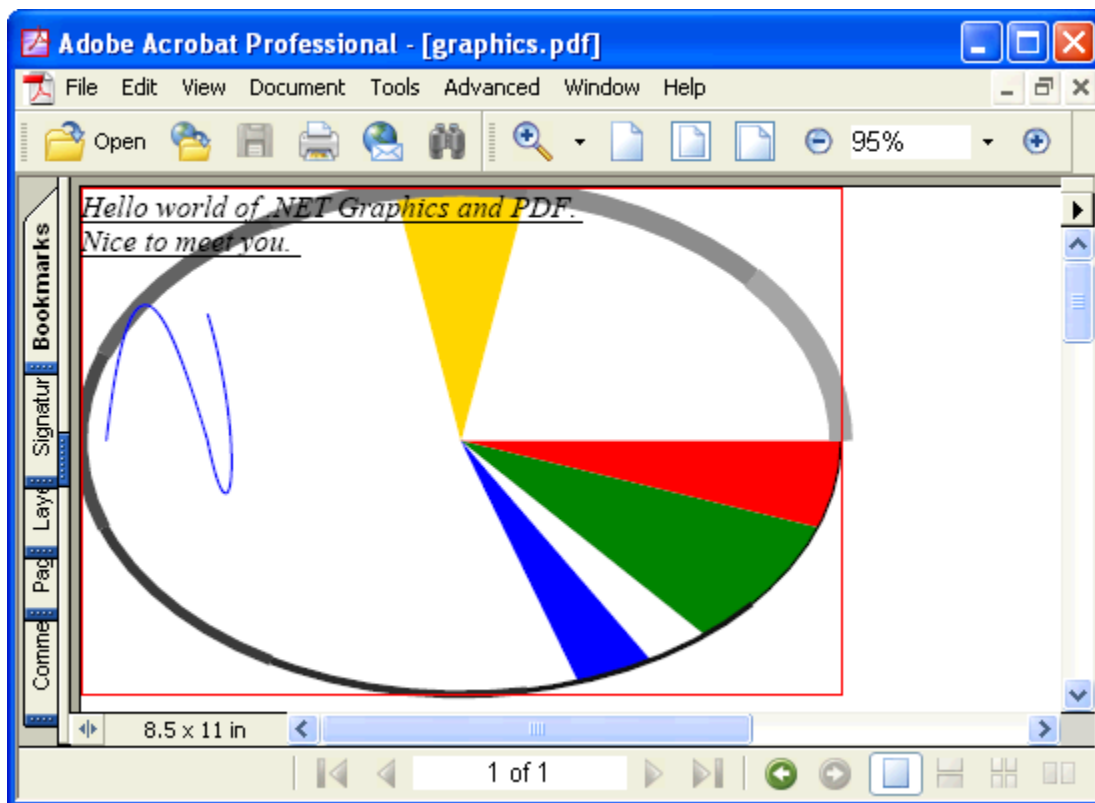 Adobe Acrobat Professional - [graphics.pdf]
File Edit View Document Tools Advanced Window Help
Open 95%
Hello world of .NET Graphics and PDF.
Nice to meet you.
Bookmarks
Signatur
Laye
Pag
Comme
8.5 x 11 in
1 of 1